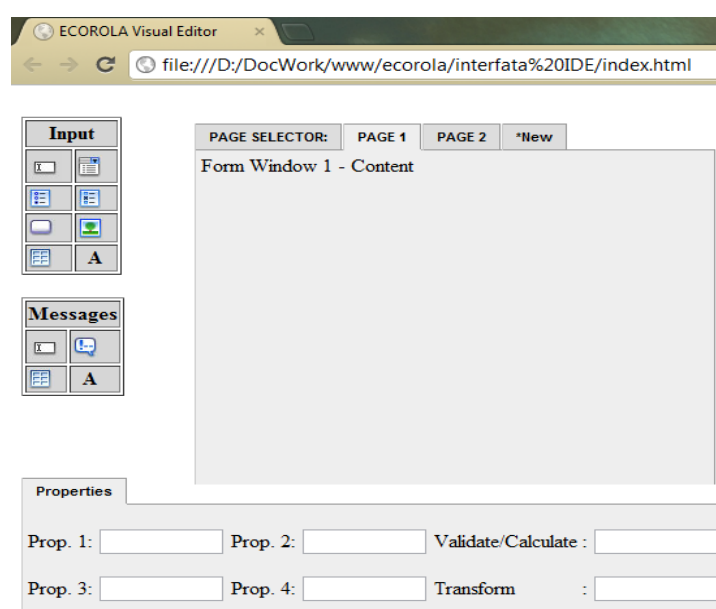 ECOROLA Visual Editor
file:///D:/DocWork/www/ecorola/interfata%20IDE/index.html
Input
A
Messages
A
PAGE SELECTOR: PAGE 1 PAGE 2 *New
Form Window 1 - Content
Properties
Prop. 1: Prop. 2: Validate/Calculate :
Prop. 3: Prop. 4: Transform :